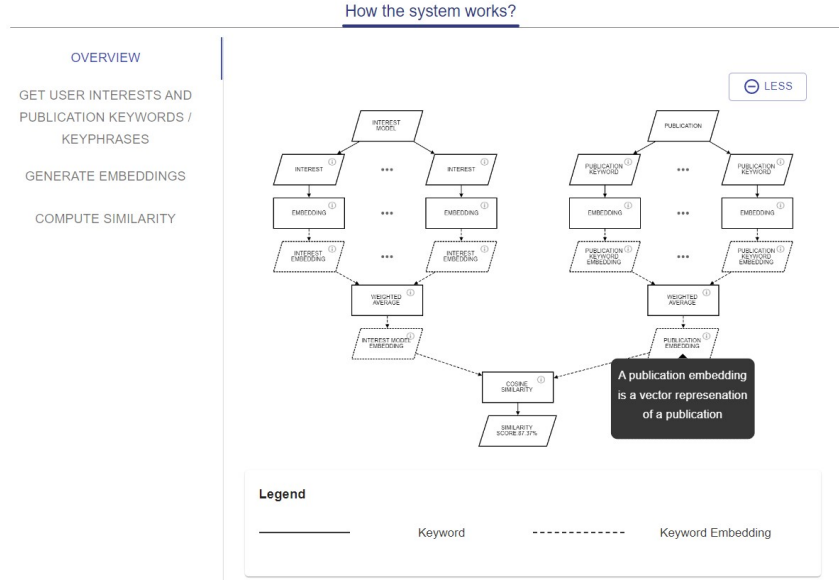 How the system works?
OVERVIEW
GET USER INTERESTS AND
PUBLICATION KEYWORDS /
KEYPHRASES
GENERATE EMBEDDINGS
COMPUTE SIMILARITY
LESS
INTEREST
MODEL
PUBLICATION
INTEREST
INTEREST
PUBLICATION
KEYWORD
PUBLICATION
KEYWORD
EMBEDDING
EMBEDDING
EMBEDDING
EMBEDDING
INTEREST
EMBEDDING
INTEREST
EMBEDDING
PUBLICATION
KEYWORD
EMBEDDING
PUBLICATION
KEYWORD
EMBEDDING
WEIGHTED
AVERAGE
WEIGHTED
AVERAGE
INTEREST MODEL
EMBEDDING
PUBLICATION
EMBEDDING
A publication embedding
is a vector represenation
of a publication
COSINE
SIMILARITY
SIMILARITY
SCORE:87.37%
Legend
Keyword
Keyword Embedding